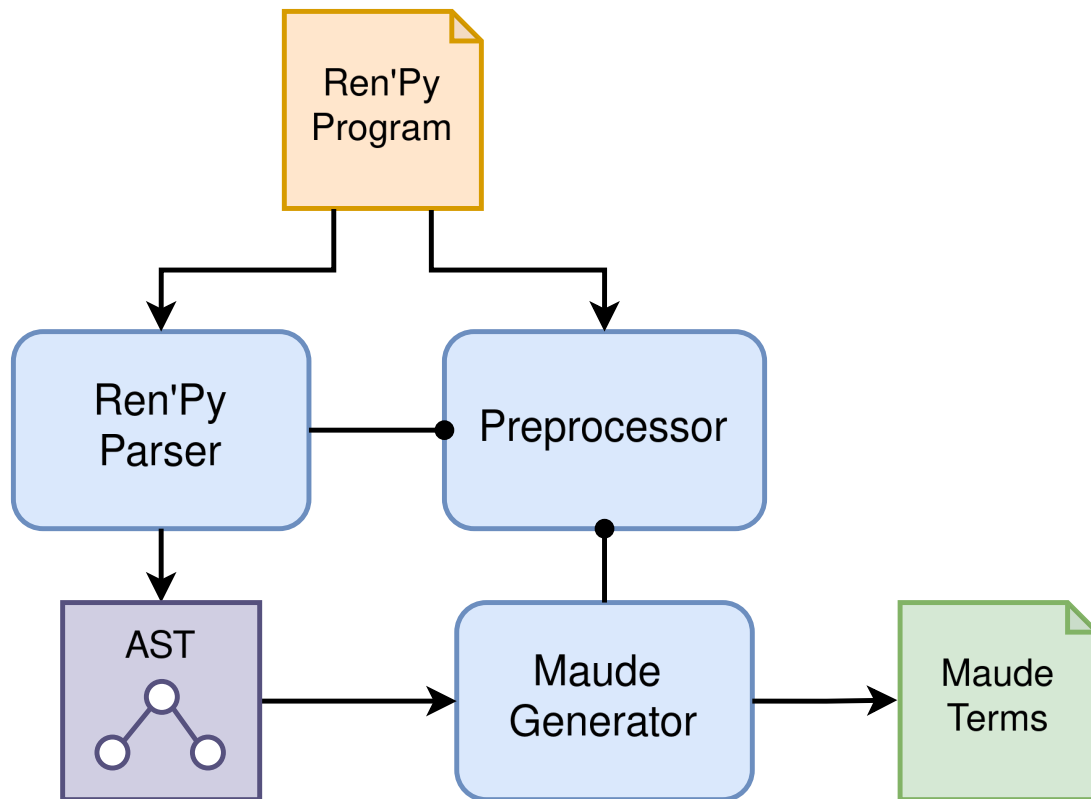 Ren'Py
Program
Ren'Py
Parser
Preprocessor
AST
Maude
Generator
Maude
Terms